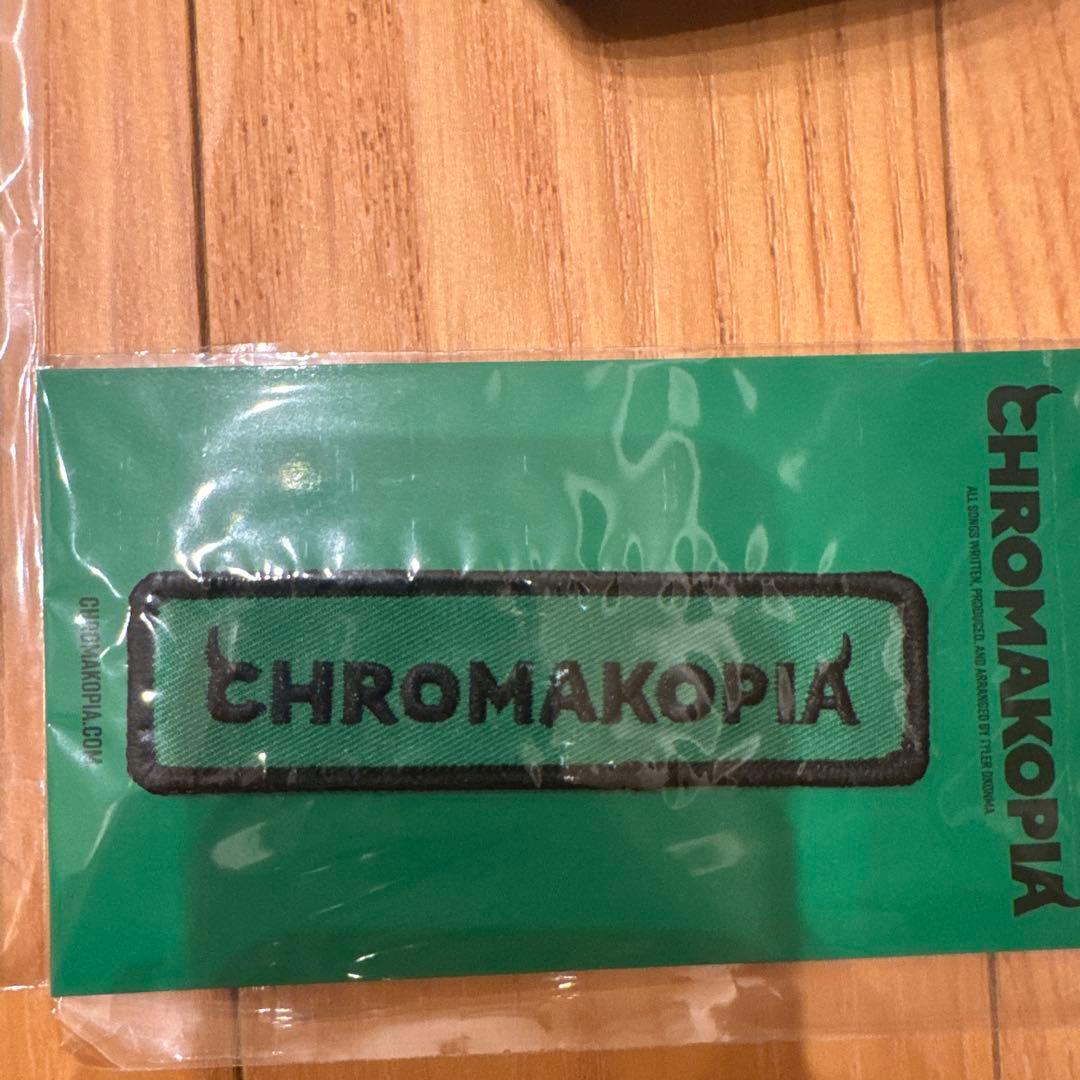 CHROMAKOPIA
ALL SONGS WRITTEN, PRODUCED, AND ARRANGED BY TYLER OKONMA
CHROMAKOPIA
CHROMAKOPIA.COM